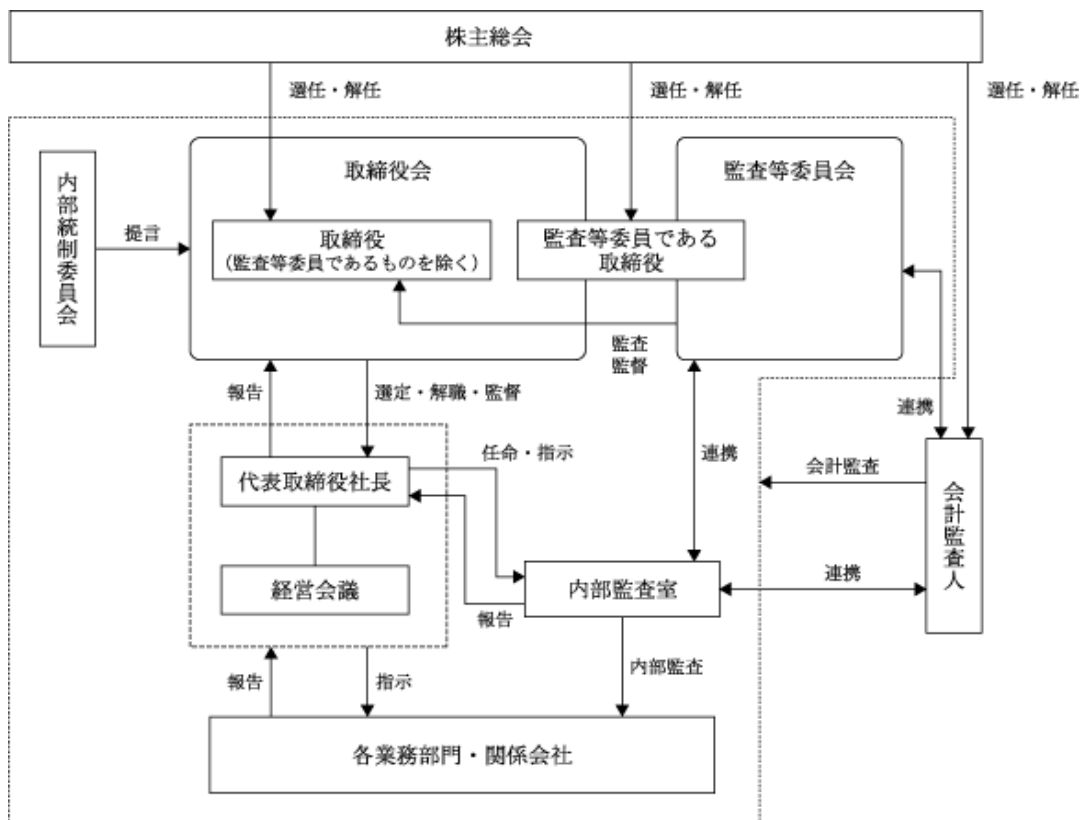 株主総会
選任・解任
選任・解任
選任・解任
取締役会
監査等委員会
内部統制委員会
提言
取締役
（監査等委員であるものを除く）
監査等委員である
取締役
監査
監督
報告
選定・解職・監督
連携
連携
任命・指示
会計監査
代表取締役社長
会計監査人
経営会議
内部監査室
連携
報告
報告
指示
内部監査
各業務部門・関係会社